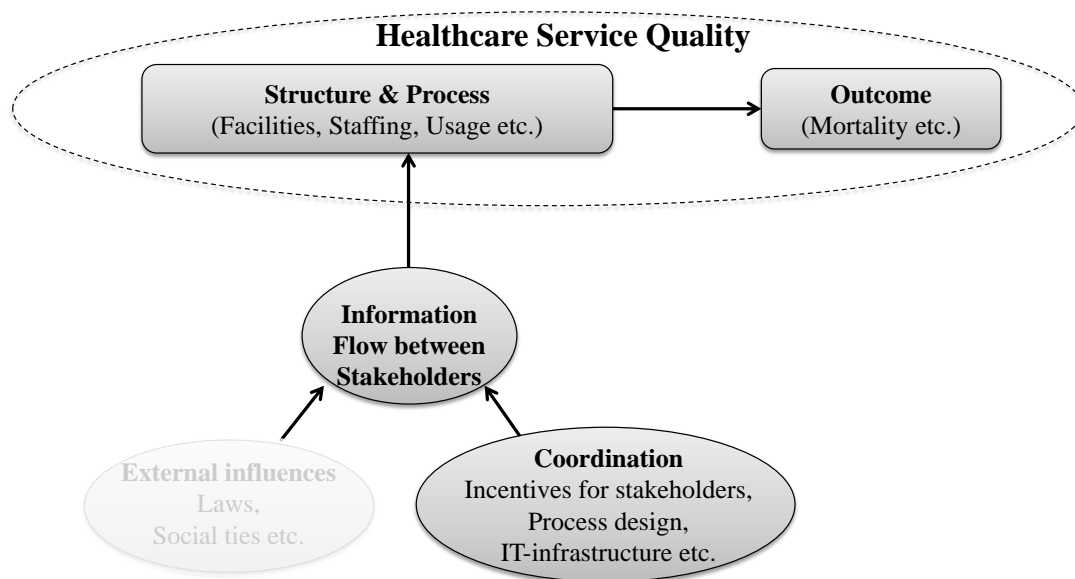 Healthcare Service Quality
Structure & Process
(Facilities, Staffing, Usage etc.)
Outcome
(Mortality etc.)
Information
Flow between
Stakeholders
External influences
Laws,
Social ties etc.
Coordination
Incentives for stakeholders,
Process design,
IT-infrastructure etc.